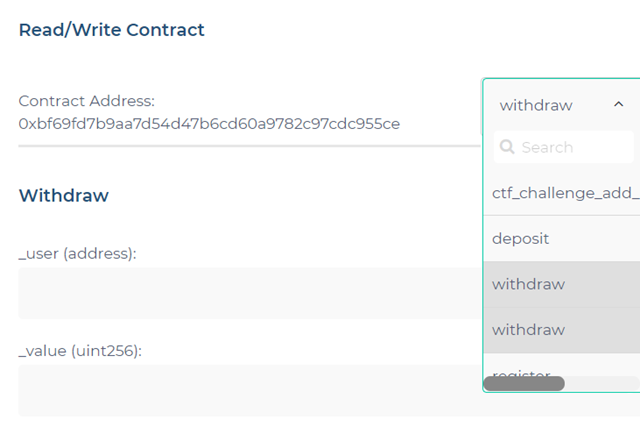 Read/Write Contract
Contract Address:
0xbf69fd7b9aa7d54d47b6cd60a9782c97cdc955ce
withdraw
Search
ctf_challenge_add_
deposit
withdraw
withdraw
register
Withdraw
_user (address):
_value (uint256):